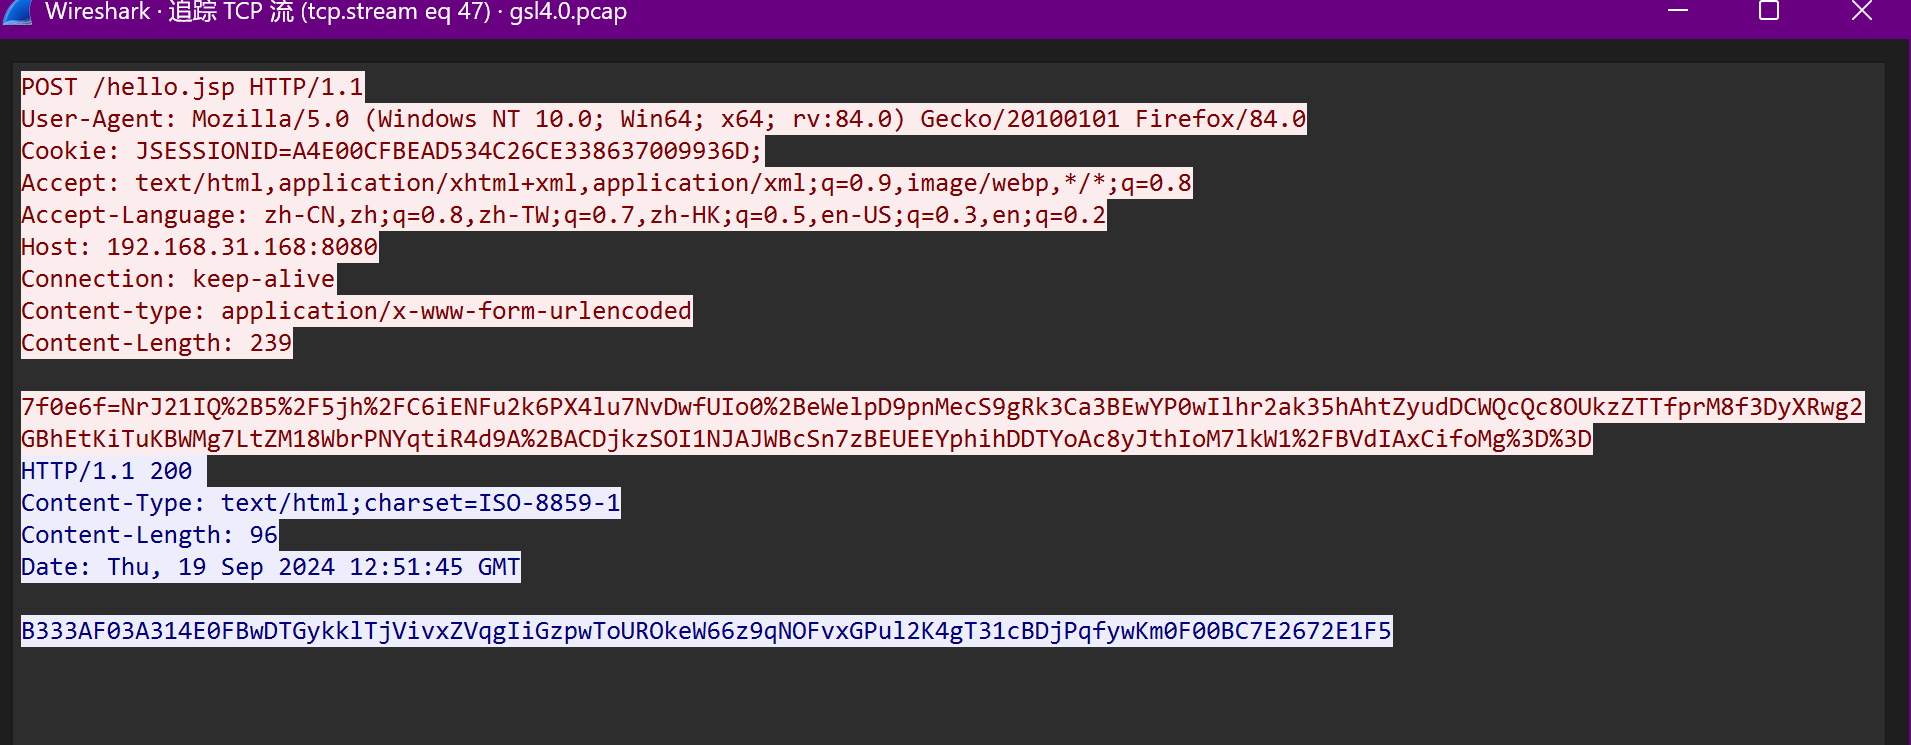 Wireshark · 追踪 TCP 流 (tcp.stream eq 47) · gsl4.0.pcap
POST /hello.jsp HTTP/1.1
User-Agent: Mozilla/5.0 (Windows NT 10.0; Win64; x64; rv:84.0) Gecko/20100101 Firefox/84.0
Cookie: JSESSIONID=A4E00CFBEAD534C26CE338637009936D;
Accept: text/html,application/xhtml+xml,application/xml;q=0.9,image/webp,*/*;q=0.8
Accept-Language: zh-CN,zh;q=0.8,zh-TW;q=0.7,zh-HK;q=0.5,en-US;q=0.3,en;q=0.2
Host: 192.168.31.168:8080
Connection: keep-alive
Content-type: application/x-www-form-urlencoded
Content-Length: 239
7f0e6f=NrJ21IQ%2B5%2F5jh%2FC6iENFu2k6PX4lu7NvDwfUIo0%2BeWelpD9pnMecS9gRk3Ca3BEwYP0wIlhr2ak35hAhtZyudDCWQcQc8OUkzZTTfprM8f3DyXRwg2
GBhEtKiTuKBWMg7LtZM18WbrPNYqtiR4d9A%2BACDjkzSOI1NJAJWBcSn7zBEUEEYphihDDTYoAc8yJthIoM7lkW1%2FBVdIAxCifoMg%3D%3D
HTTP/1.1 200
Content-Type: text/html;charset=ISO-8859-1
Content-Length: 96
Date: Thu, 19 Sep 2024 12:51:45 GMT
B333AF03A314E0FBwDTGykklTjVivxZVqgIiGzpwToUROkeW66z9qNOFvxGPul2K4gT31cBDjPqfywKm0F00BC7E2672E1F5